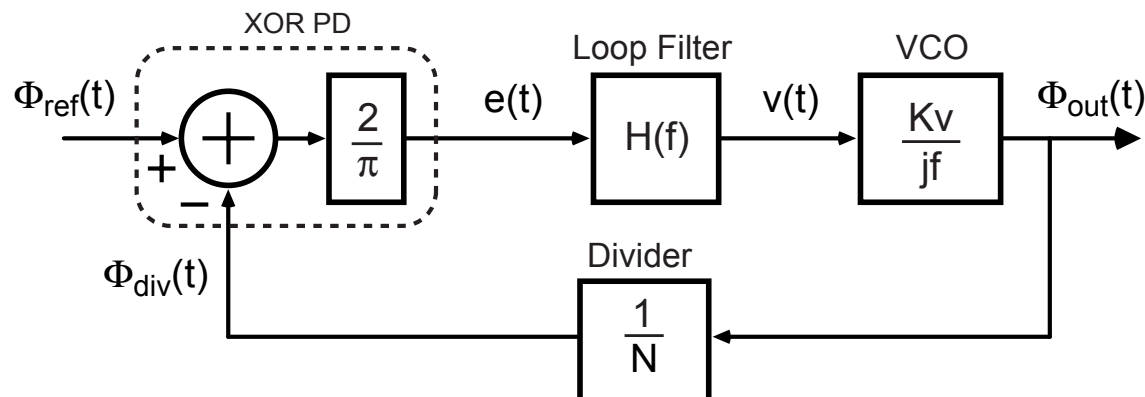 XOR PD
Loop Filter
VCO
Φref(t)
+
−
2
π
e(t)
H(f)
v(t)
Kv
jf
Φout(t)
Φdiv(t)
Divider
1
N